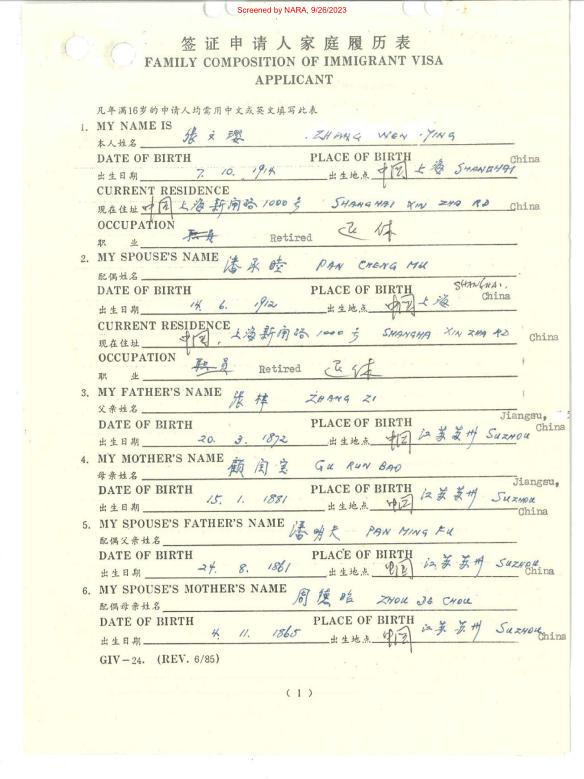 Screened by NARA, 9/26/2023
签证申请人家庭履历表
FAMILY COMPOSITION OF IMMIGRANT VISA
APPLICANT
凡年满16岁的申请人均需用中文或英文填写此表
1. MY NAME IS 张文璎 ZHANG WEN-YING
本人姓名
DATE OF BIRTH PLACE OF BIRTH China
出生日期 7. 10. 1914 出生地点 中国上海 SHANGHAI
CURRENT RESIDENCE
现在住址 中国上海新闸路1000号 SHANGHAI XIN ZHA RD China
OCCUPATION
职业 职员 Retired 退休
2. MY SPOUSE'S NAME 潘承睦 PAN CHENG MU
配偶姓名
DATE OF BIRTH PLACE OF BIRTH SHANGHAI. China
出生日期 14. 6. 1912 出生地点 中国上海
CURRENT RESIDENCE
现在住址 中国,上海新闸路1000号 SHANGHA XIN ZHA RD China
OCCUPATION
职业 职员 Retired 退休
3. MY FATHER'S NAME 张梓 ZHANG ZI
父亲姓名 Jiangsu,
DATE OF BIRTH PLACE OF BIRTH China
出生日期 20. 3. 1872 出生地点 中国江苏苏州 SUZHOU
4. MY MOTHER'S NAME 顾闰宝 GU RUN BAO
母亲姓名
DATE OF BIRTH PLACE OF BIRTH Jiangsu,
出生日期 15. 1. 1881 出生地点 中国江苏苏州 SUZHOU China
5. MY SPOUSE'S FATHER'S NAME 潘明夫 PAN MING FU
配偶父亲姓名
DATE OF BIRTH PLACE OF BIRTH
出生日期 24. 8. 1861 出生地点 中国江苏苏州 SUZHOU China
6. MY SPOUSE'S MOTHER'S NAME 周德 ZHOU DE CHOU
配偶母亲姓名
DATE OF BIRTH PLACE OF BIRTH
出生日期 4. 11. 1865 出生地点 中国江苏苏州 SUZHOU China
GIV-24. (REV. 6/85)
( 1 )